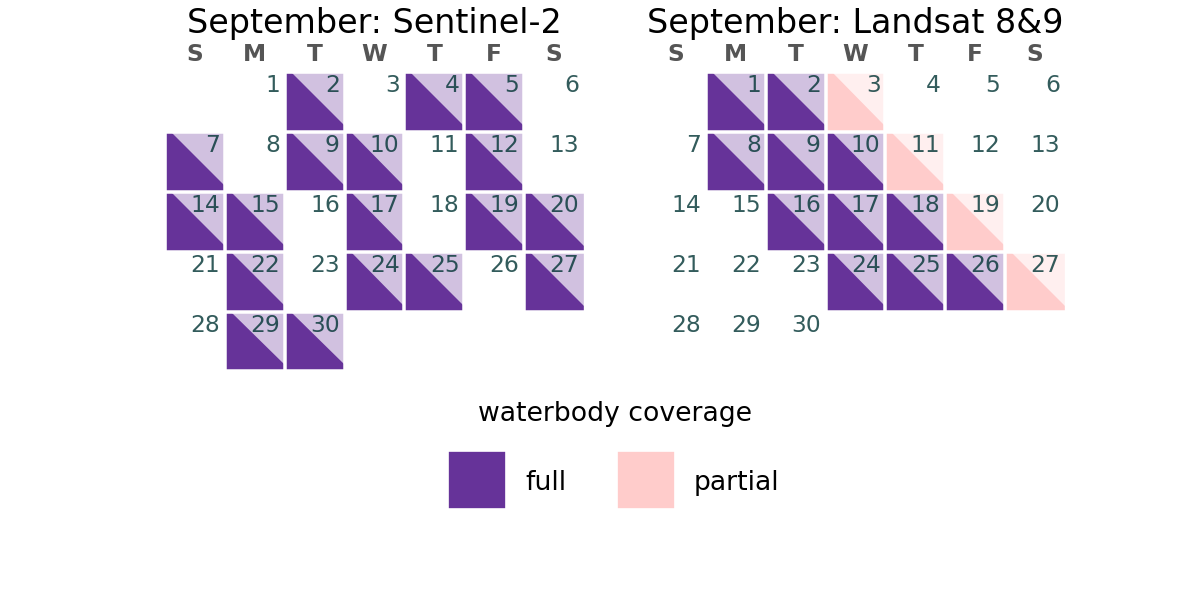 September: Sentinel-2
S M T W T F S
1 2 3 4 5 6
7 8 9 10 11 12 13
14 15 16 17 18 19 20
21 22 23 24 25 26 27
28 29 30
September: Landsat 8&9
S M T W T F S
1 2 3 4 5 6
7 8 9 10 11 12 13
14 15 16 17 18 19 20
21 22 23 24 25 26 27
28 29 30
waterbody coverage
full partial